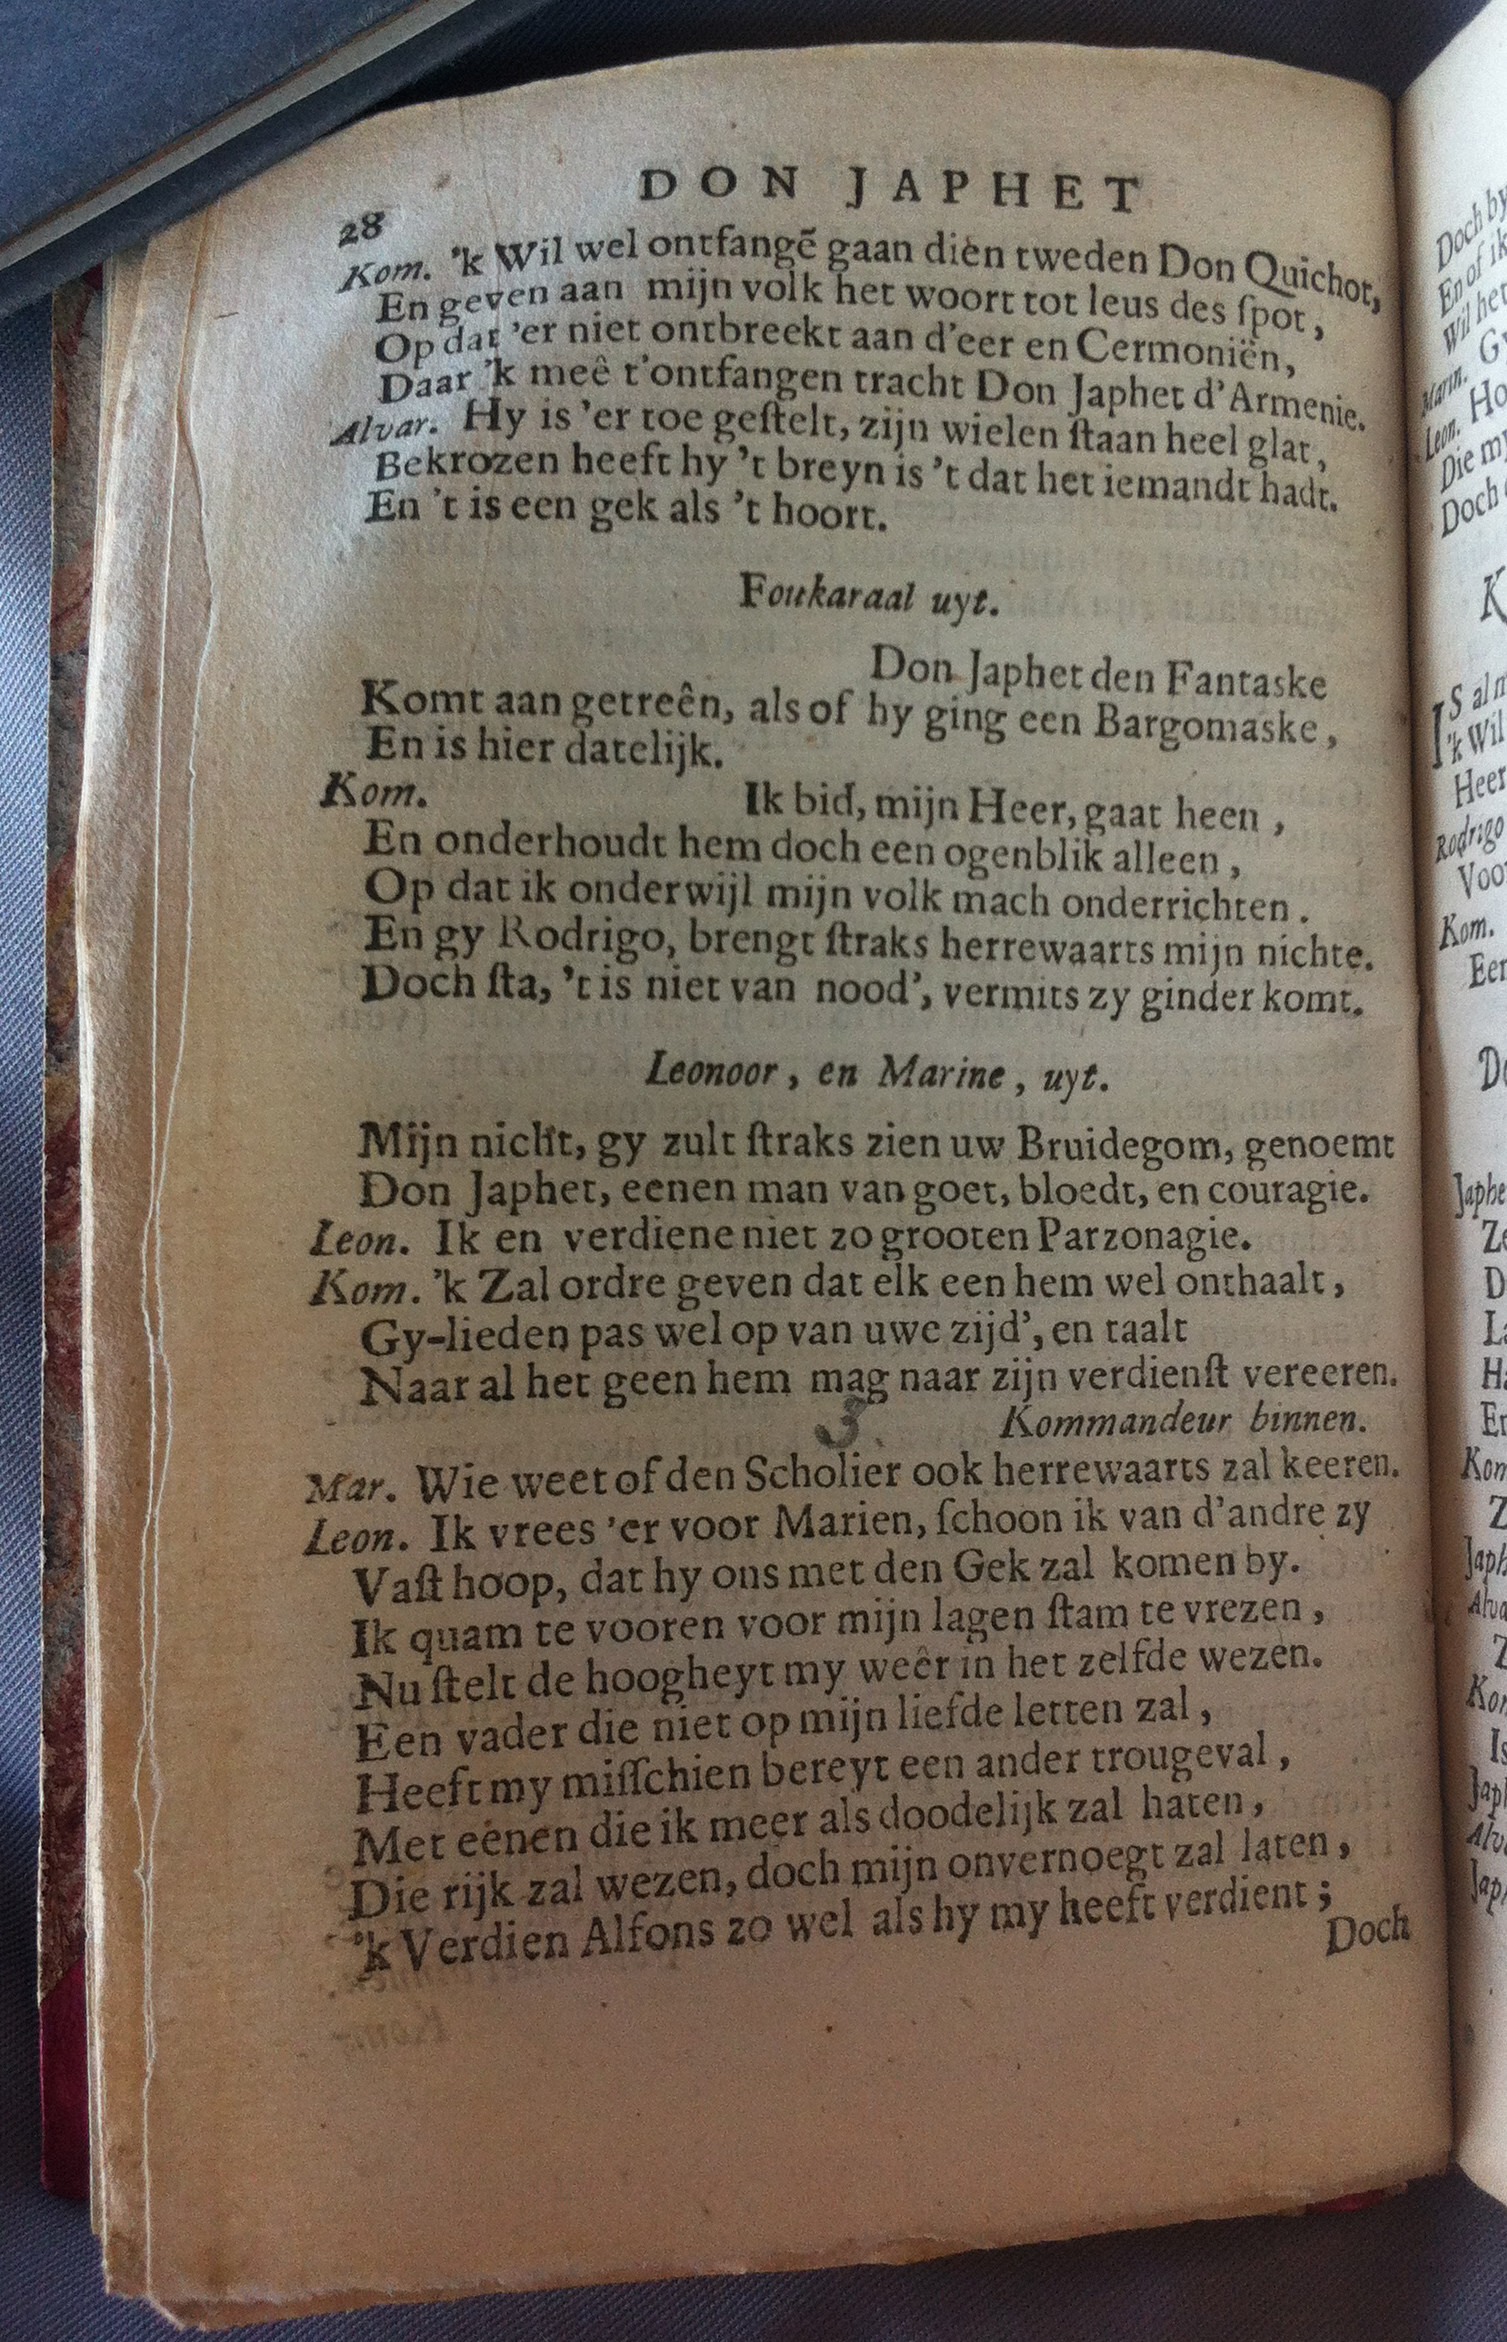 DON JAPHET
28
Kom. 'k Wil wel ontfangē gaan dièn tweden Don Quichot,
En geven aan mijn volk het woort tot leus des ſpot,
Op dat 'er niet ontbreekt aan d'eer en Cermoniën,
Daar 'k meê t'ontfangen tracht Don Japhet d'Armenie.
Alvar. Hy is 'er toe geſtelt, zijn wielen ſtaan heel glat,
Bekrozen heeft hy 't breyn is 't dat het iemandt hadt.
En 't is een gek als 't hoort.
Foukaraal uyt.
Don Japhet den Fantaske
Komt aan getreên, als of hy ging een Bargomaske,
En is hier datelijk.
Kom. Ik bid, mijn Heer, gaat heen,
En onderhoudt hem doch een ogenblik alleen,
Op dat ik onderwijl mijn volk mach onderrichten.
En gy Rodrigo, brengt ſtraks herrewaarts mijn nichte.
Doch ſta, 't is niet van nood', vermits zy ginder komt.
Leonoor, en Marine, uyt.
Mijn nicht, gy zult ſtraks zien uw Bruidegom, genoemt
Don Japhet, eenen man van goet, bloedt, en couragie.
Leon. Ik en verdiene niet zo grooten Parzonagie.
Kom. 'k Zal ordre geven dat elk een hem wel onthaalt,
Gy-lieden pas wel op van uwe zijd', en taalt
Naar al het geen hem mag naar zijn verdienſt vereeren.
Kommandeur binnen.
Mar. Wie weet of den Scholier ook herrewaarts zal keeren.
Leon. Ik vrees 'er voor Marien, ſchoon ik van d'andre zy
Vaſt hoop, dat hy ons met den Gek zal komen by.
Ik quam te vooren voor mijn lagen ſtam te vrezen,
Nu ſtelt de hoogheyt my weêr in het zelfde wezen.
Een vader die niet op mijn liefde letten zal,
Heeft my miſſchien bereyt een ander trougeval,
Met eenen die ik meer als doodelijk zal haten,
Die rijk zal wezen, doch mijn onvernoegt zal laten,
'k Verdien Alfons zo wel als hy my heeft verdient;
Doch